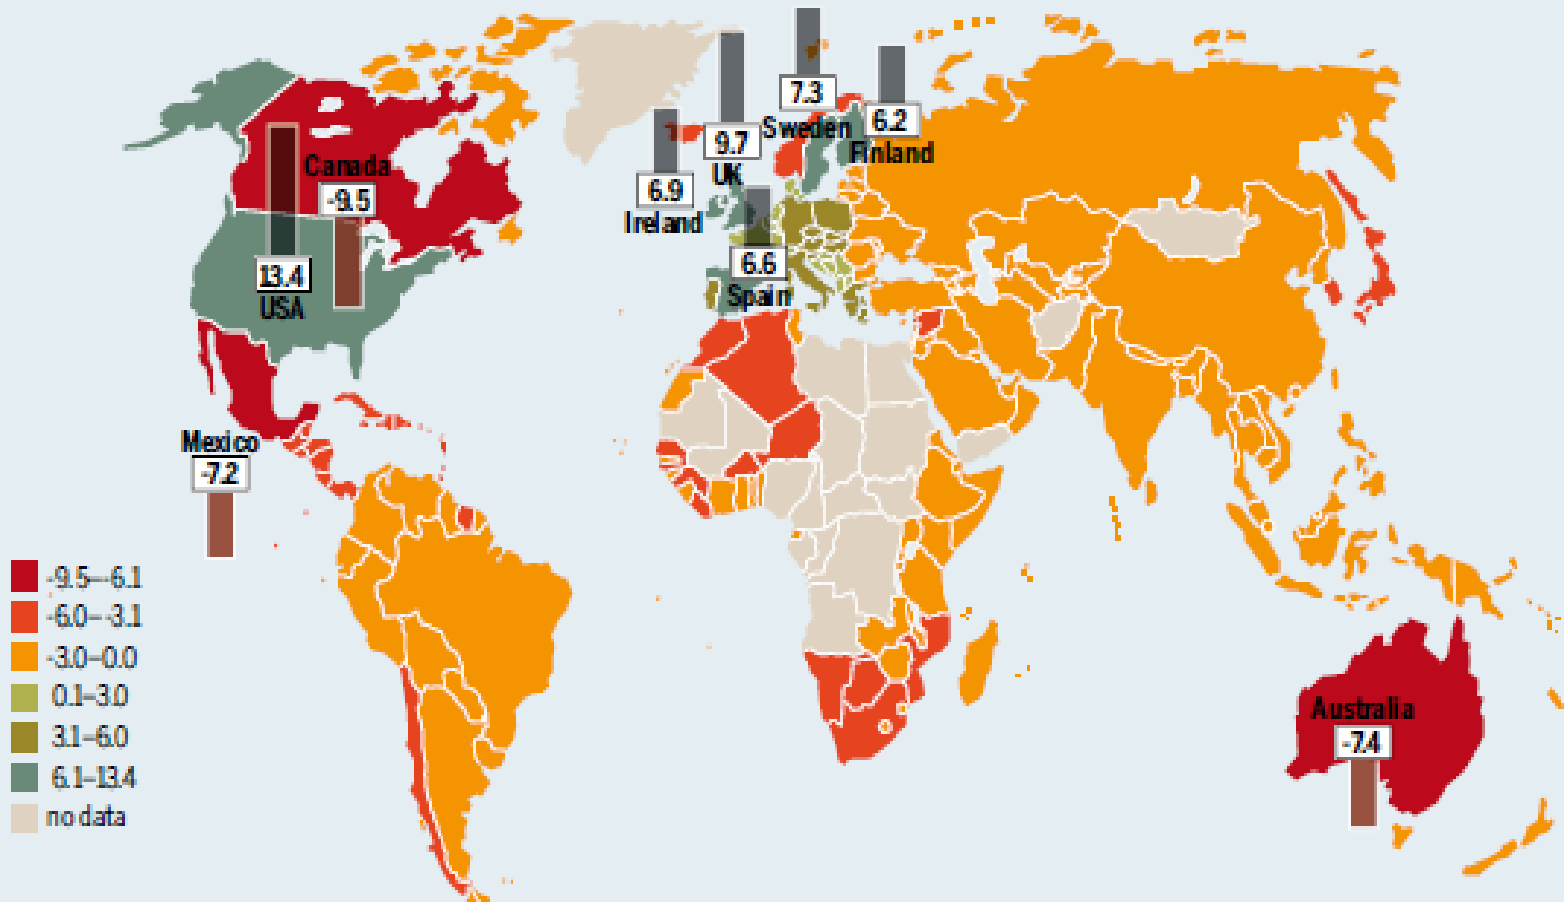 7.3
Sweden
6.2
Finland
9.7
UK
6.9
Ireland
Canada
-9.5
13.4
USA
6.6
Spain
Mexico
-7.2
-9.5–-6.1
-6.0–-3.1
-3.0–0.0
0.1–3.0
3.1–6.0
6.1–13.4
no data
Australia
-7.4